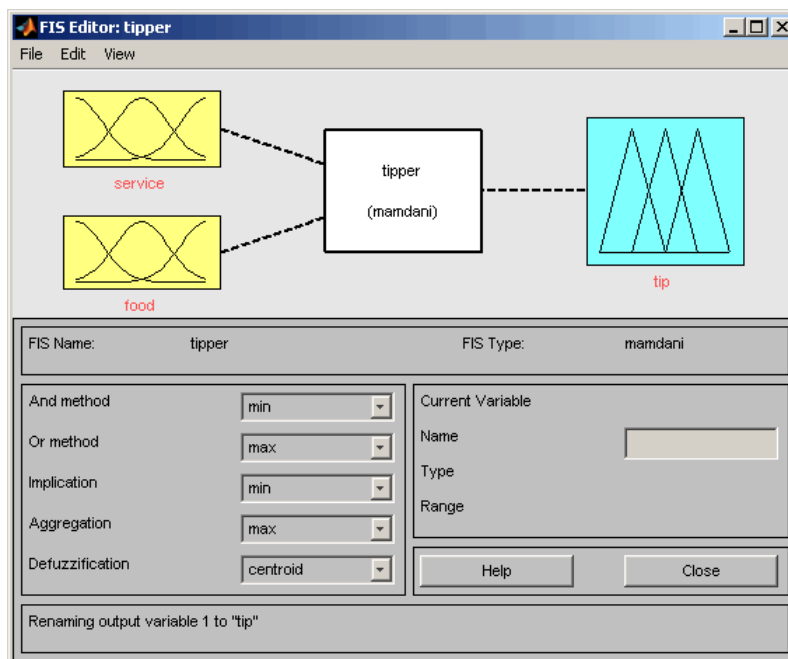 FIS Editor: tipper
File Edit View
service
food
tipper
(mamdani)
tip
FIS Name: tipper FIS Type: mamdani
And method min
Or method max
Implication min
Aggregation max
Defuzzification centroid
Current Variable
Name
Type
Range
Help Close
Renaming output variable 1 to "tip"